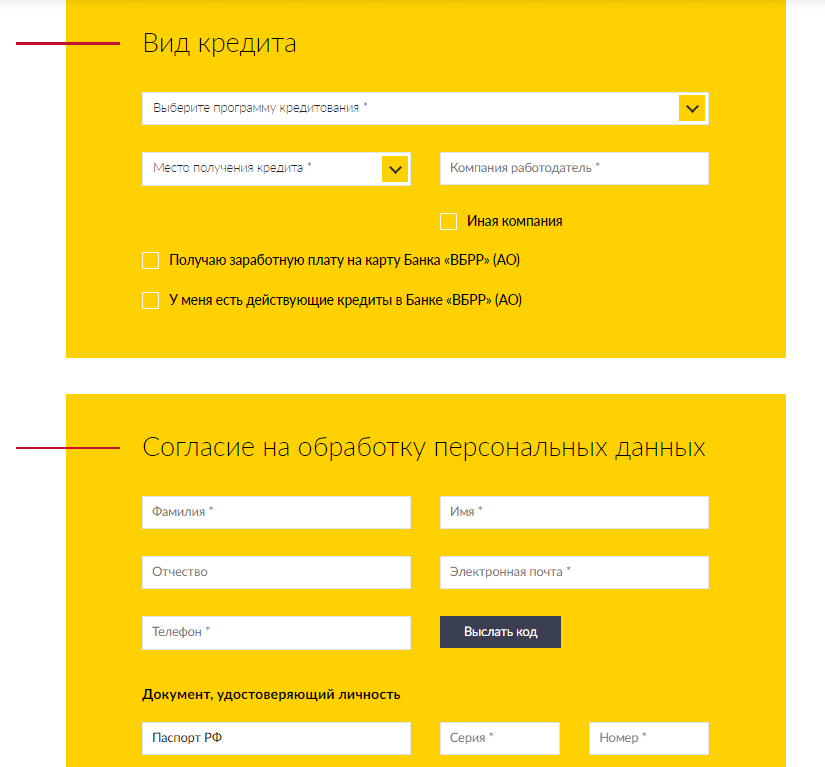 Вид кредита
Выберите программу кредитования *
Место получения кредита *
Компания работодатель *
Иная компания
Получаю заработную плату на карту Банка «ВБРР» (АО)
У меня есть действующие кредиты в Банке «ВБРР» (АО)
Согласие на обработку персональных данных
Фамилия *
Имя *
Отчество
Электронная почта *
Телефон *
Выслать код
Документ, удостоверяющий личность
Паспорт РФ
Серия *
Номер *